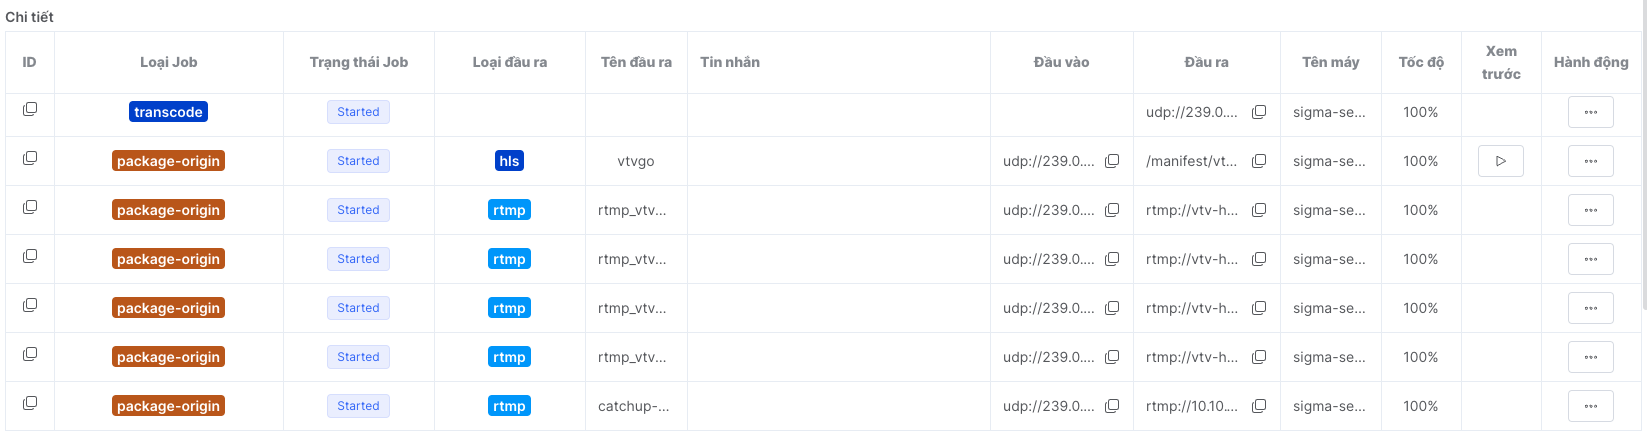 Chi tiết
ID Loại Job Trạng thái Job Loại đầu ra Tên đầu ra Tin nhắn Đầu vào Đầu ra Tên máy Tốc độ Xem trước Hành động
transcode Started udp://239.0.... sigma-se... 100%
package-origin Started hls vtvgo udp://239.0.... /manifest/vt... sigma-se... 100%
package-origin Started rtmp rtmp_vtv... udp://239.0.... rtmp://vtv-h... sigma-se... 100%
package-origin Started rtmp rtmp_vtv... udp://239.0.... rtmp://vtv-h... sigma-se... 100%
package-origin Started rtmp rtmp_vtv... udp://239.0.... rtmp://vtv-h... sigma-se... 100%
package-origin Started rtmp rtmp_vtv... udp://239.0.... rtmp://vtv-h... sigma-se... 100%
package-origin Started rtmp catchup-... udp://239.0.... rtmp://10.10.... sigma-se... 100%